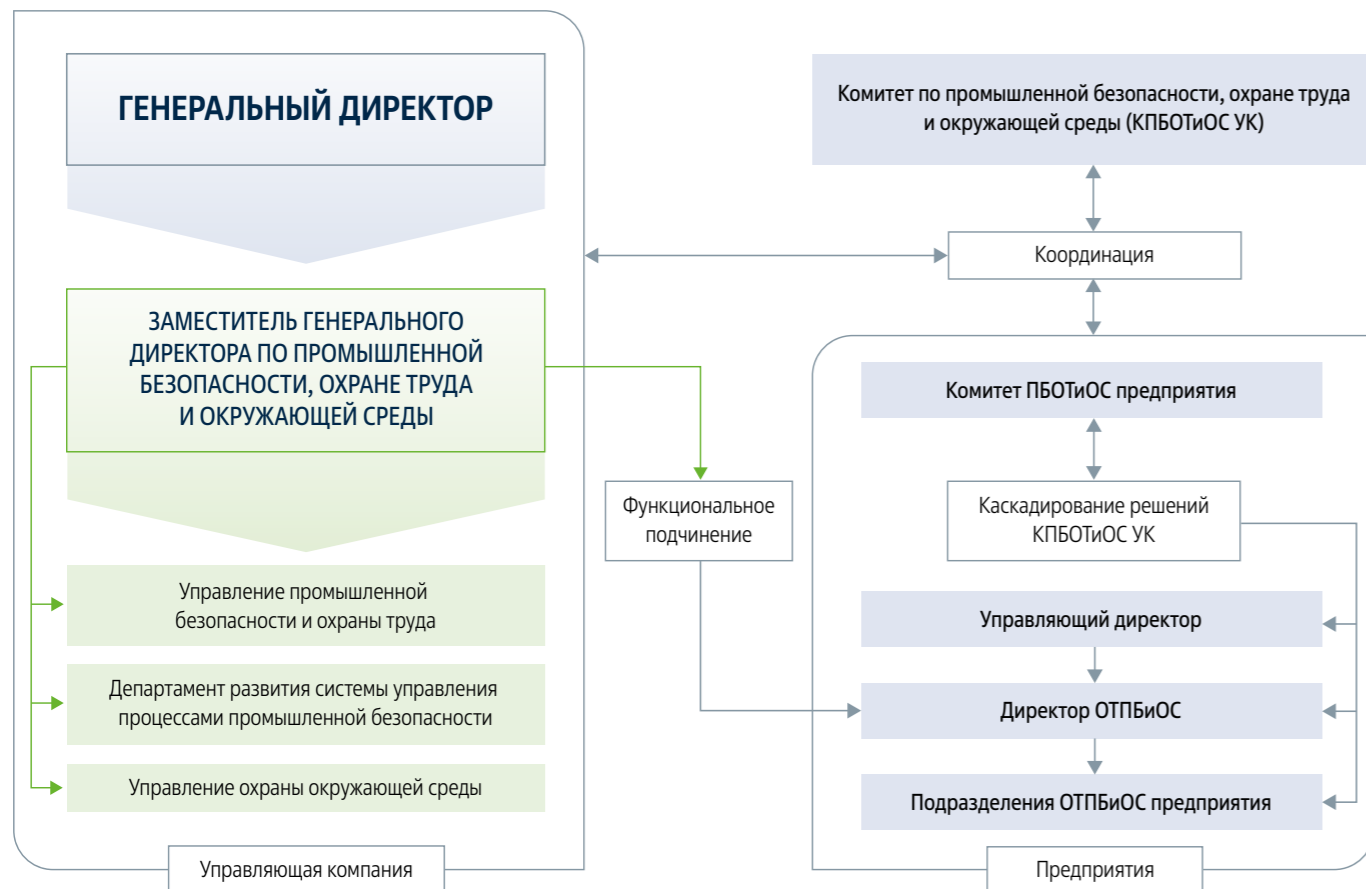 ГЕНЕРАЛЬНЫЙ ДИРЕКТОР
ЗАМЕСТИТЕЛЬ ГЕНЕРАЛЬНОГО
ДИРЕКТОРА ПО ПРОМЫШЛЕННОЙ
БЕЗОПАСНОСТИ, ОХРАНЕ ТРУДА
И ОКРУЖАЮЩЕЙ СРЕДЫ
Управление промышленной
безопасности и охраны труда
Департамент развития системы управления
процессами промышленной безопасности
Управление охраны окружающей среды
Управляющая компания
Функциональное
подчинение
Комитет по промышленной безопасности, охране труда
и окружающей среды (КПБОТиОС УК)
Координация
Комитет ПБОТиОС предприятия
Каскадирование решений
КПБОТиОС УК
Управляющий директор
Директор ОТПБиОС
Подразделения ОТПБиОС предприятия
Предприятия